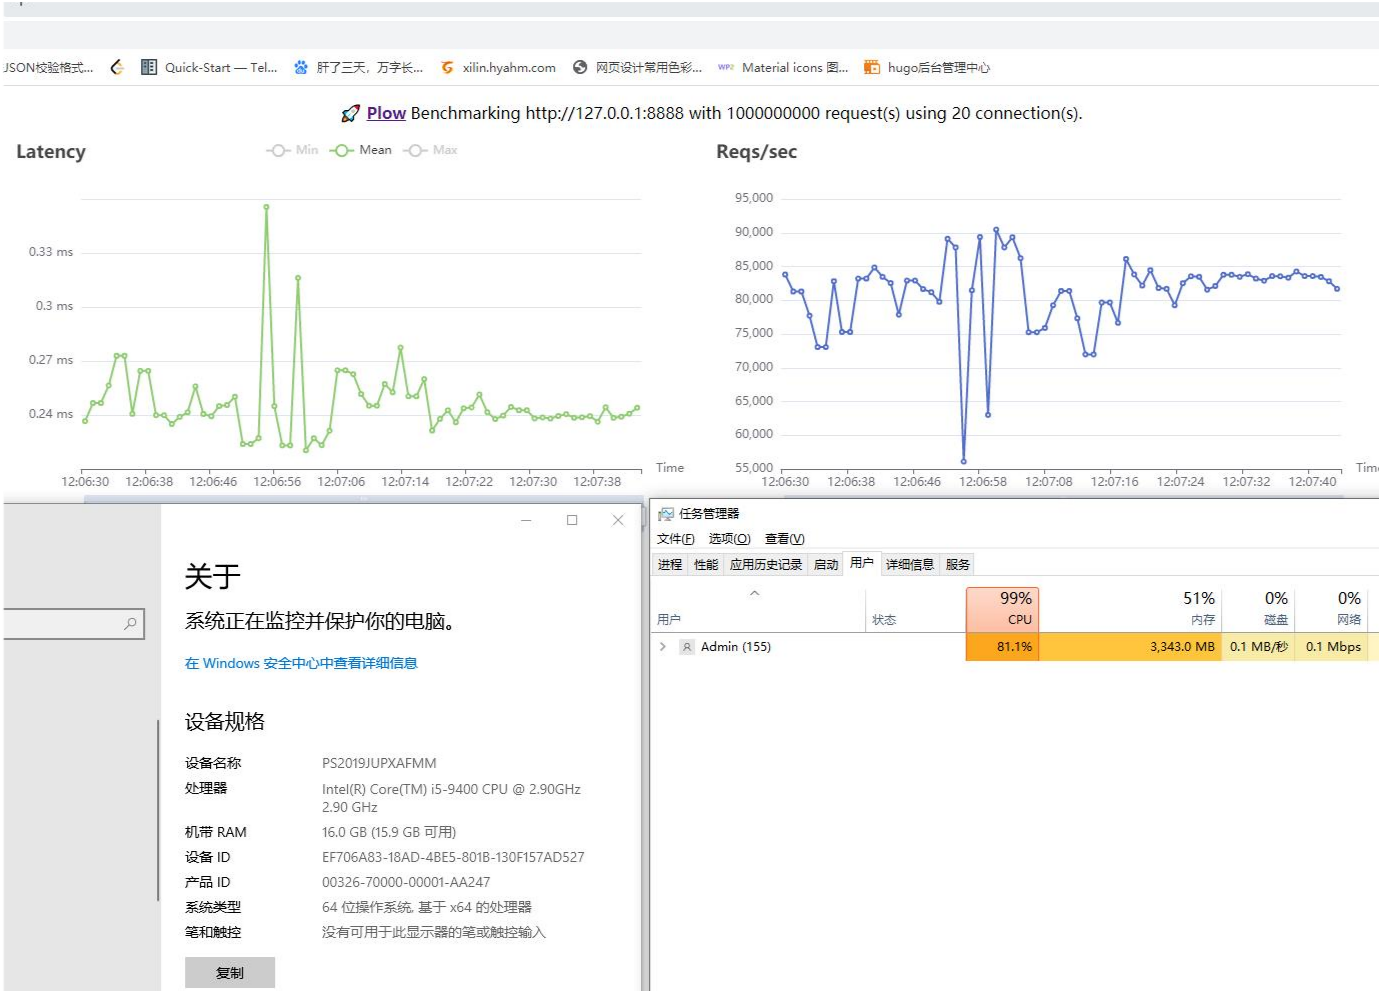 JSON校验格式...
Quick-Start — Tel...
肝了三天，万字长...
xilin.hyahm.com
网页设计常用色彩...
WP2 Material icons 图...
hugo后台管理中心
🚀 Plow Benchmarking http://127.0.0.1:8888 with 1000000000 request(s) using 20 connection(s).
Latency
Min
Mean
Max
0.33 ms
0.3 ms
0.27 ms
0.24 ms
12:06:30
12:06:38
12:06:46
12:06:56
12:07:06
12:07:14
12:07:22
12:07:30
12:07:38
Time
Reqs/sec
95,000
90,000
85,000
80,000
75,000
70,000
65,000
60,000
55,000
12:06:30
12:06:38
12:06:46
12:06:58
12:07:08
12:07:16
12:07:24
12:07:32
12:07:40
Time
关于
系统正在监控并保护你的电脑。
在 Windows 安全中心中查看详细信息
设备规格
设备名称 PS2019JUPXAFMM
处理器 Intel(R) Core(TM) i5-9400 CPU @ 2.90GHz
2.90 GHz
机带 RAM 16.0 GB (15.9 GB 可用)
设备 ID EF706A83-18AD-4BE5-801B-130F157AD527
产品 ID 00326-70000-00001-AA247
系统类型 64 位操作系统, 基于 x64 的处理器
笔和触控 没有可用于此显示器的笔或触控输入
复制
任务管理器
文件(F) 选项(O) 查看(V)
进程 性能 应用历史记录 启动 用户 详细信息 服务
99% 51% 0% 0%
用户 状态 CPU 内存 磁盘 网络
Admin (155) 81.1% 3,343.0 MB 0.1 MB/秒 0.1 Mbps